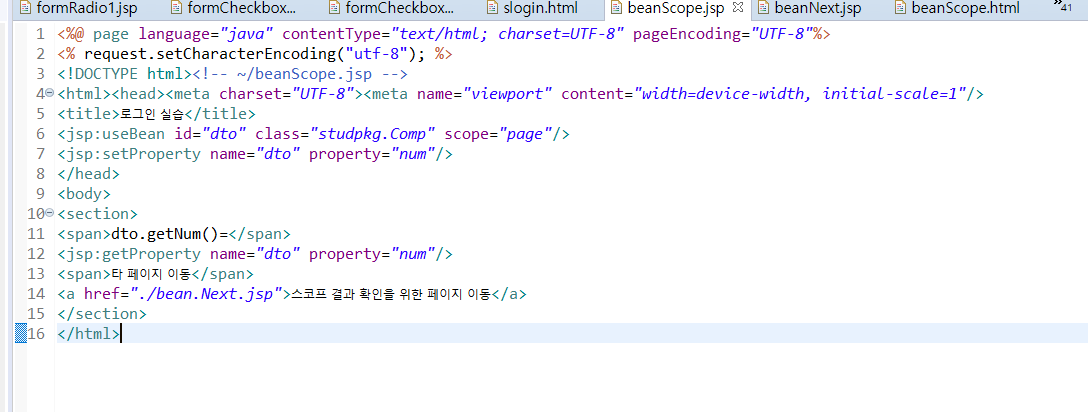 formRadio1.jsp formCheckbox... formCheckbox... slogin.html beanScope.jsp beanNext.jsp beanScope.html »41
1 <%@ page language="java" contentType="text/html; charset=UTF-8" pageEncoding="UTF-8"%>
2 <% request.setCharacterEncoding("utf-8"); %>
3 <!DOCTYPE html><!-- ~/beanScope.jsp -->
4 <html><head><meta charset="UTF-8"><meta name="viewport" content="width=device-width, initial-scale=1"/>
5 <title>로그인 실습</title>
6 <jsp:useBean id="dto" class="studpkg.Comp" scope="page"/>
7 <jsp:setProperty name="dto" property="num"/>
8 </head>
9 <body>
10 <section>
11 <span>dto.getNum()=</span>
12 <jsp:getProperty name="dto" property="num"/>
13 <span>타 페이지 이동</span>
14 <a href="./bean.Next.jsp">스코프 결과 확인을 위한 페이지 이동</a>
15 </section>
16 </html>